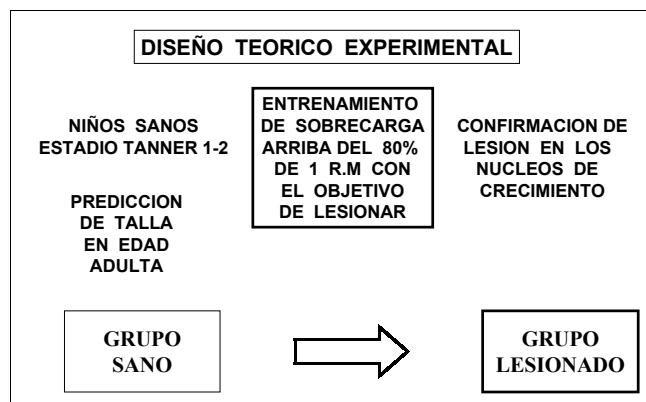 DISEÑO TEORICO EXPERIMENTAL
NIÑOS SANOS
ESTADIO TANNER 1-2
PREDICCION
DE TALLA
EN EDAD
ADULTA
ENTRENAMIENTO
DE SOBRECARGA
ARRIBA DEL 80%
DE 1 R.M CON
EL OBJETIVO
DE LESIONAR
CONFIRMACION DE
LESION EN LOS
NUCLEOS DE
CRECIMIENTO
GRUPO
SANO
GRUPO
LESIONADO